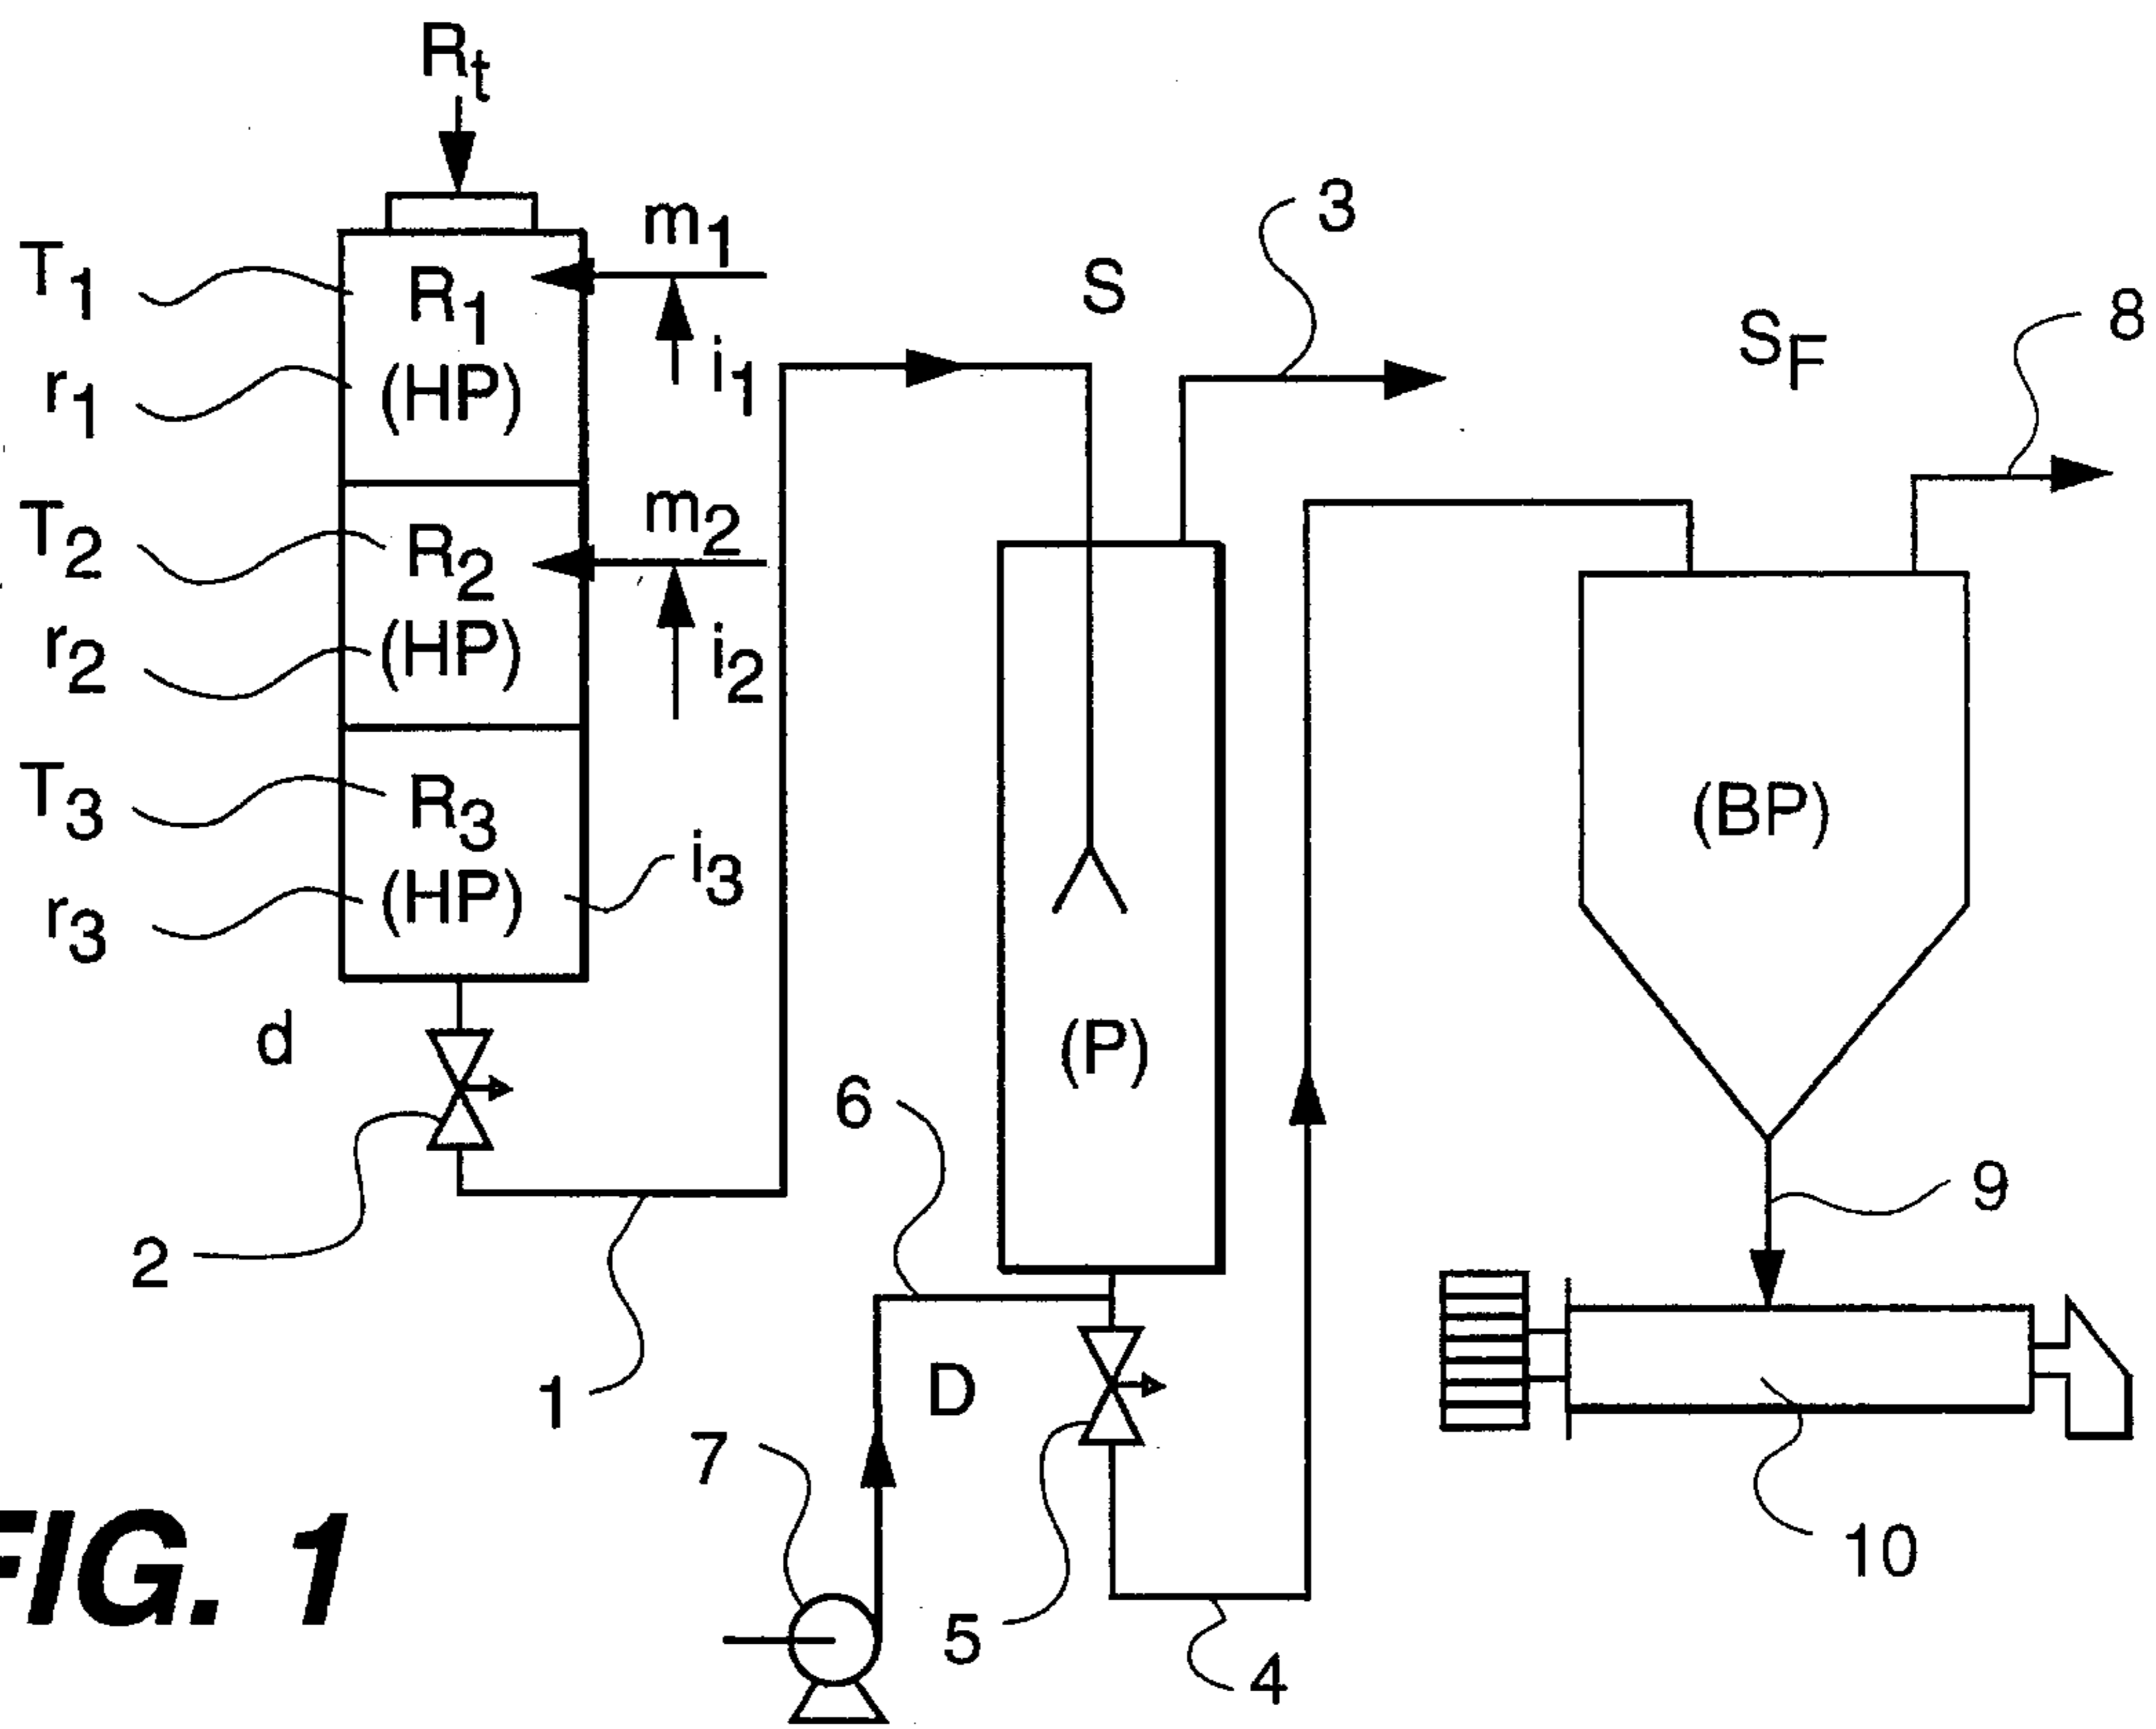 Rt
T1
R1
(HP)
r1
m1
i1
T2
R2
(HP)
r2
m2
i2
T3
R3
(HP)
r3
i3
d
2
1
S
3
(P)
6
D
7
5
4
SF
8
(BP)
9
10
FIG. 1